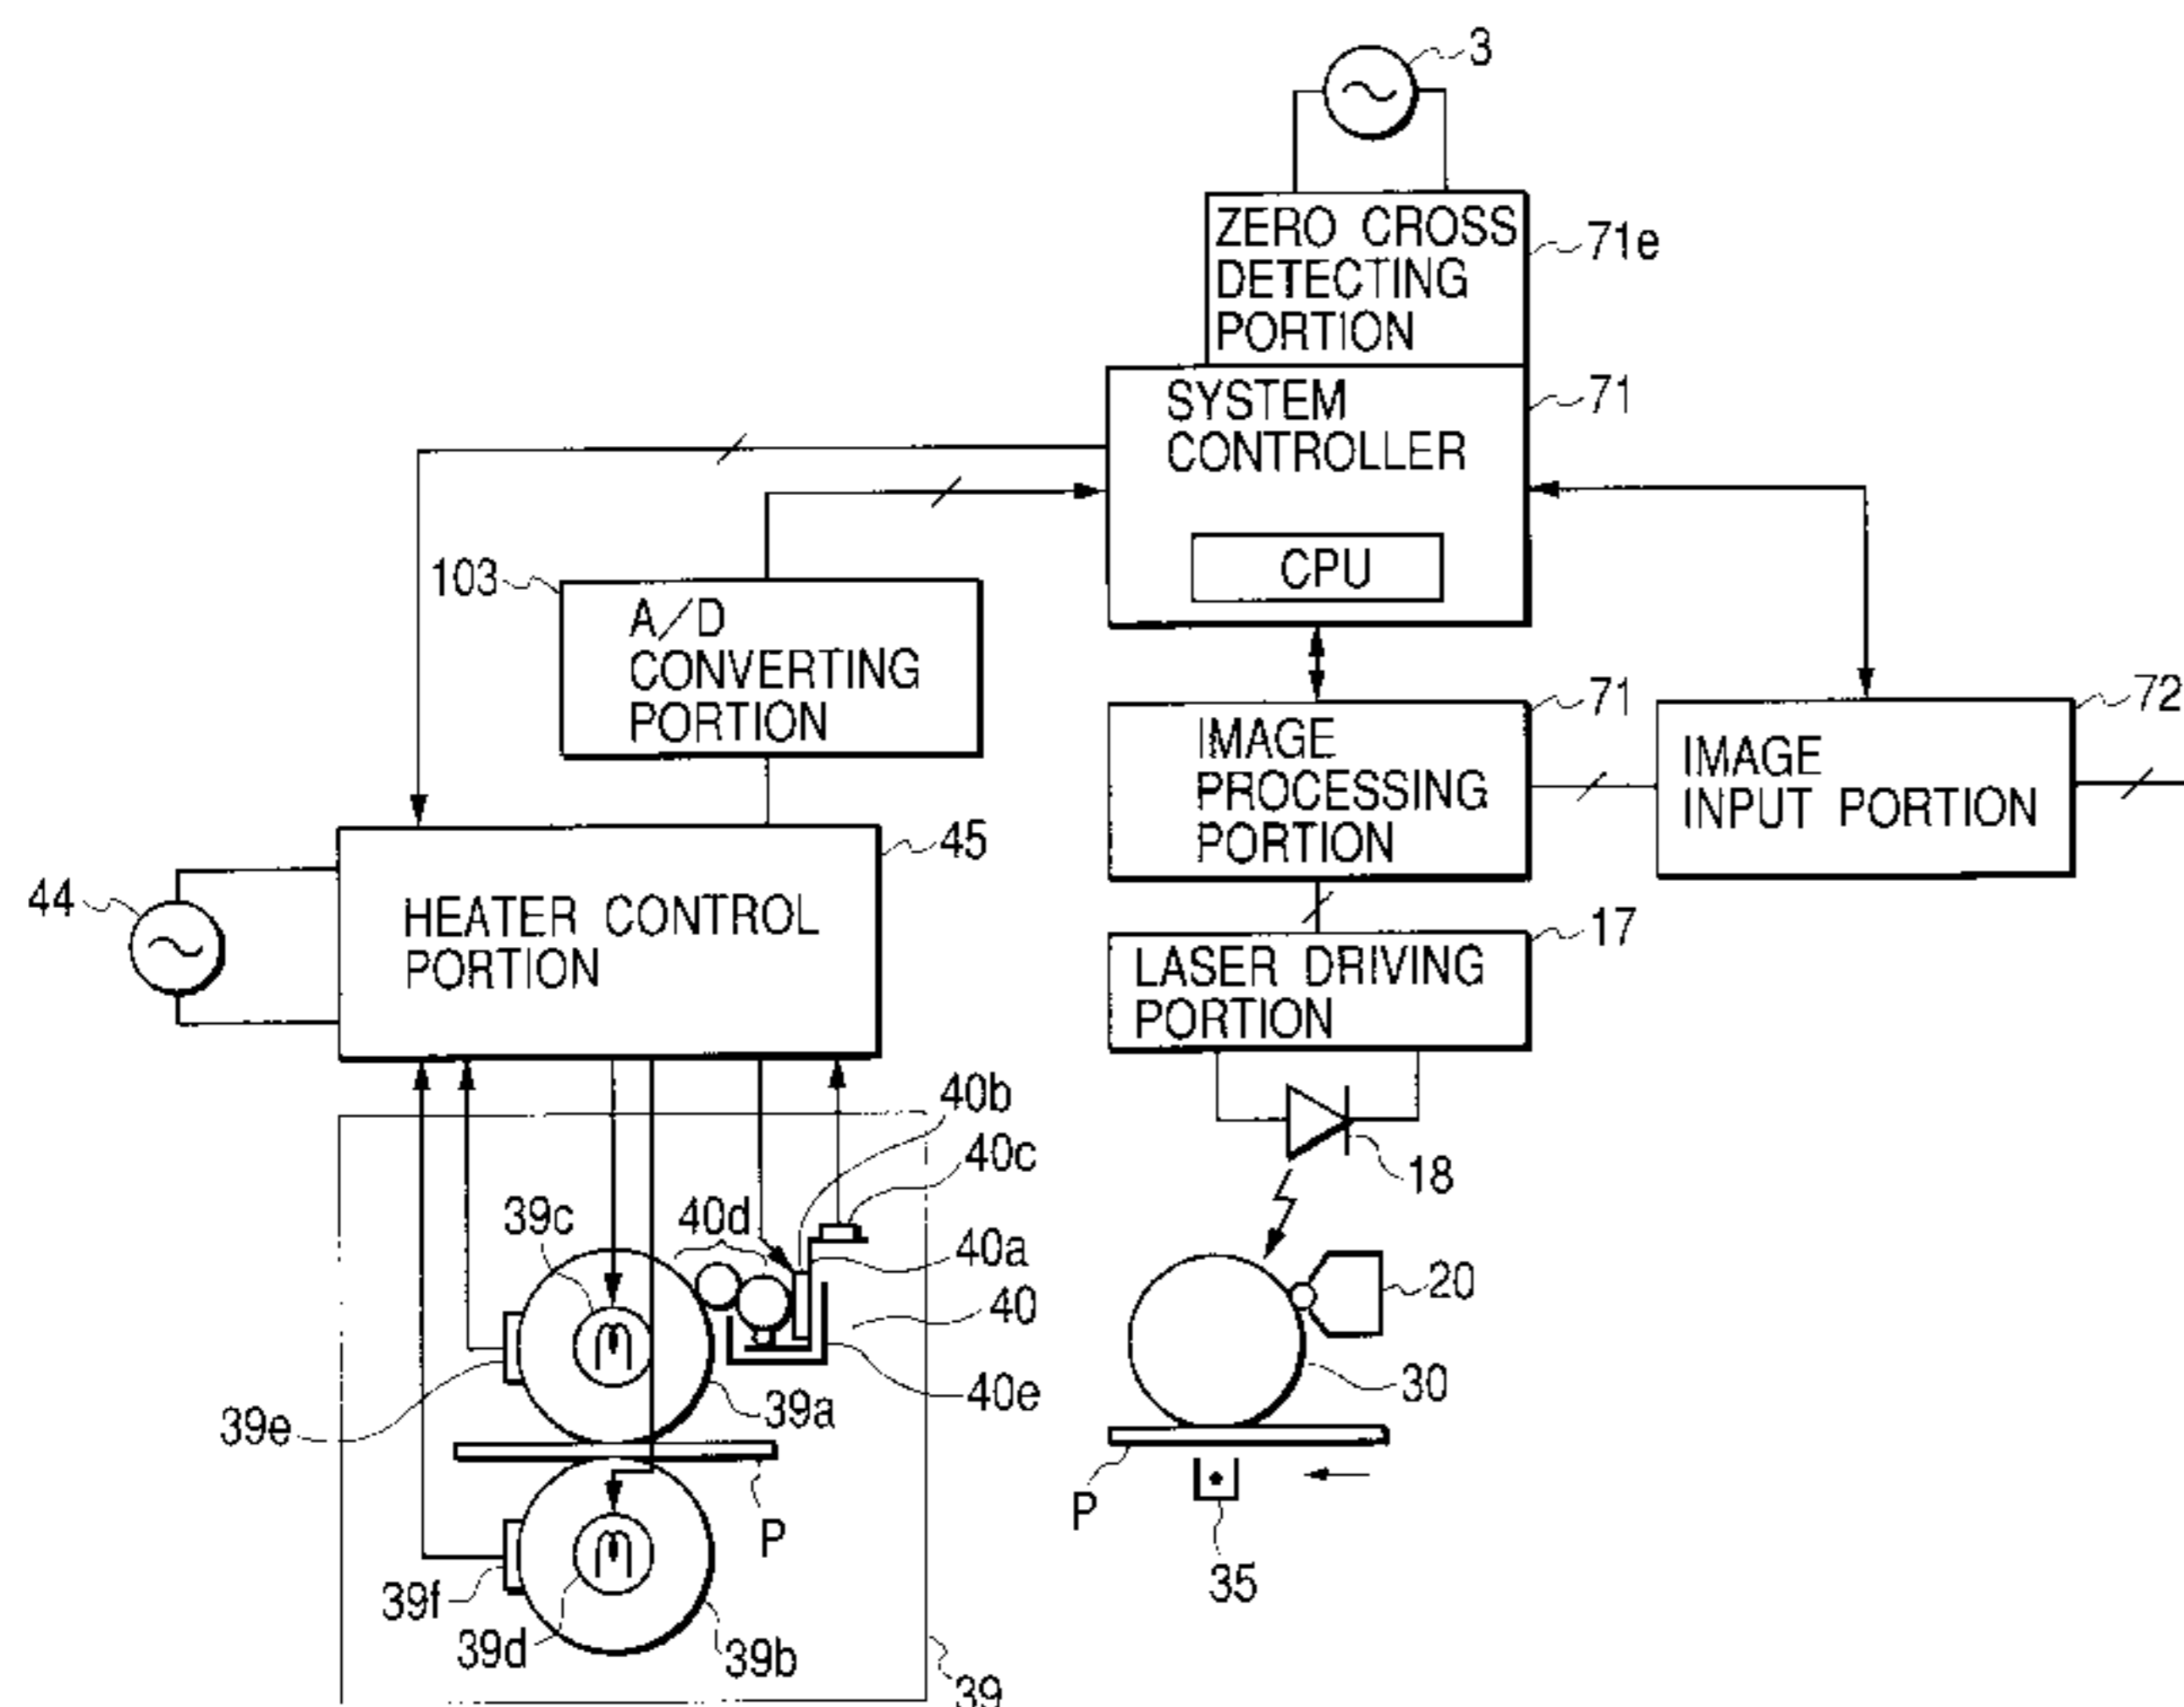 3
ZERO CROSS
DETECTING
PORTION
71e
SYSTEM
CONTROLLER
71
CPU
103
A/D
CONVERTING
PORTION
IMAGE
PROCESSING
PORTION
71
IMAGE
INPUT PORTION
72
44
HEATER CONTROL
PORTION
45
LASER DRIVING
PORTION
17
18
40b
40c
39c
40d
40a
40
40e
39e
39a
P
39f
39d
39b
39
20
30
P
35